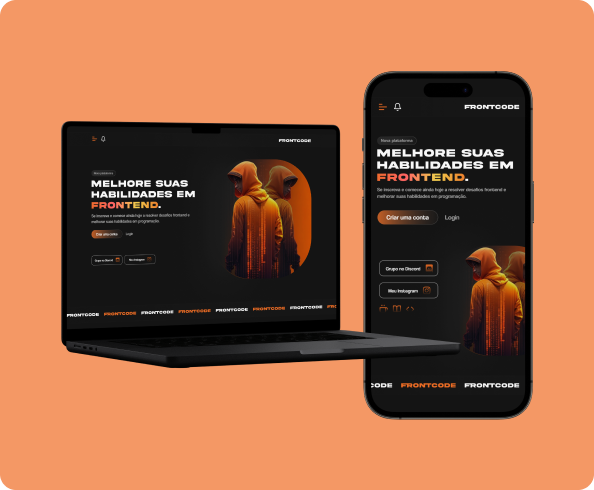 FRONTCODE
Nova plataforma
MELHORE SUAS
HABILIDADES EM
FRONTEND.
Se inscreva e comece ainda hoje a resolver desafios frontend e
melhorar suas habilidades em programação.
Criar uma conta Login
Grupo no Discord Meu Instagram
FRONTCODE FRONTCODE FRONTCODE FRONTCODE FRONTCODE FRONTCODE FRO
FRONTCODE
Nova plataforma
MELHORE SUAS
HABILIDADES EM
FRONTEND.
Se inscreva e comece ainda hoje a resolver desafios frontend e
melhorar suas habilidades em programação.
Criar uma conta Login
Grupo no Discord
Meu Instagram
CODE FRONTCODE FRONTCODE